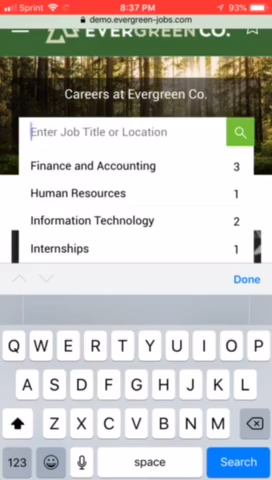 Sprint 8:37 PM 93%
demo.evergreen-jobs.com
EVERGREEN CO.
Careers at Evergreen Co.
Enter Job Title or Location
Finance and Accounting 3
Human Resources 1
Information Technology 2
Internships 1
Done
Q W E R T Y U I O P
A S D F G H J K L
Z X C V B N M
123 space Search